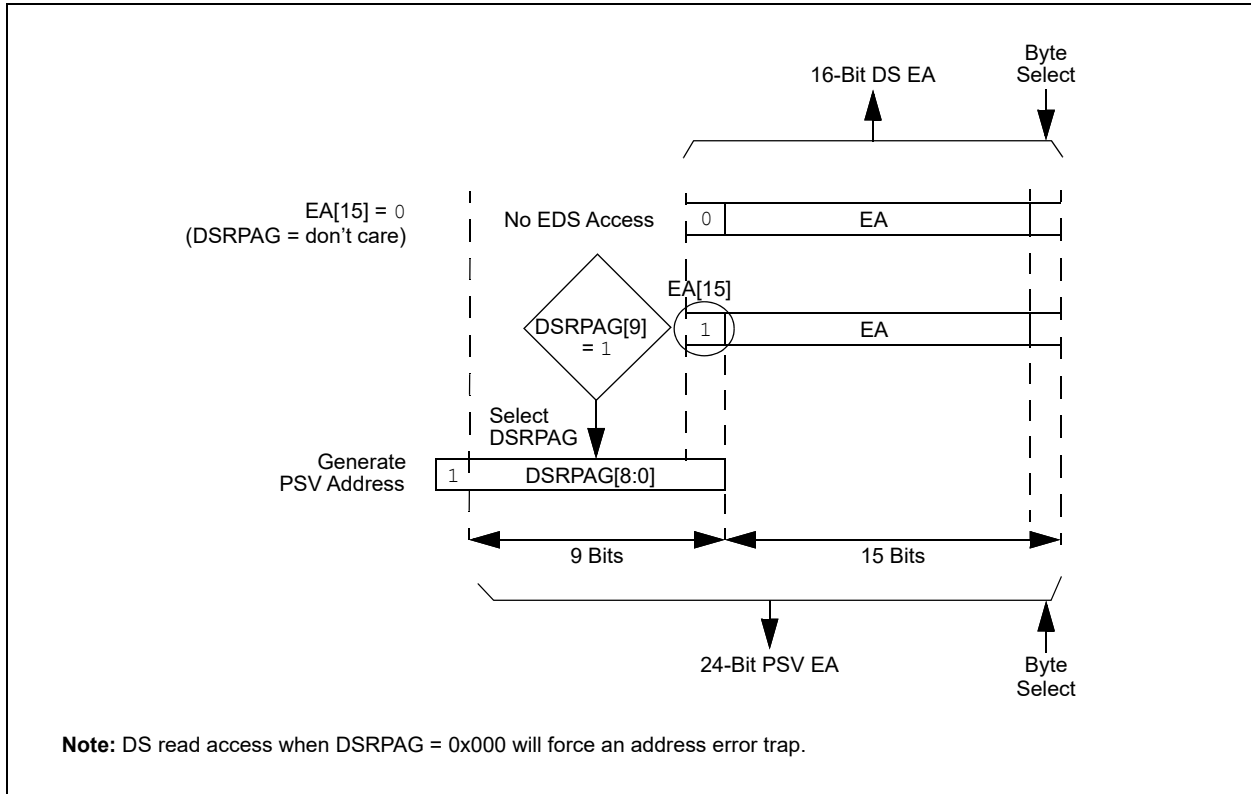 16-Bit DS EA
Byte
Select
EA[15] = 0
(DSRPAG = don’t care)
No EDS Access
0
EA
EA[15]
DSRPAG[9]
= 1
1
EA
Select
DSRPAG
Generate
PSV Address
1
DSRPAG[8:0]
9 Bits
15 Bits
24-Bit PSV EA
Byte
Select
Note: DS read access when DSRPAG = 0x000 will force an address error trap.